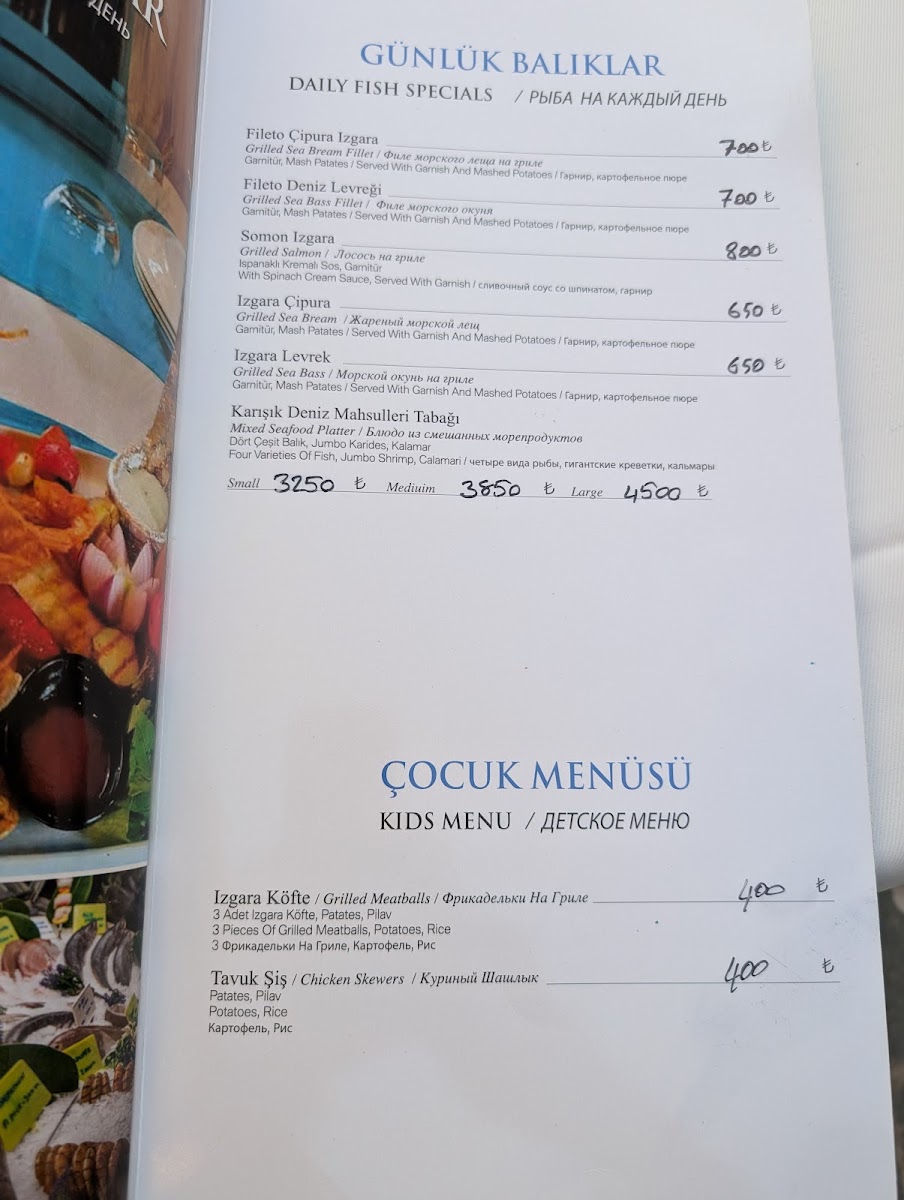 ДЕНЬ
GÜNLÜK BALIKLAR
DAILY FISH SPECIALS / РЫБА НА КАЖДЫЙ ДЕНЬ
Fileto Çipura Izgara 700 ₺
Grilled Sea Bream Fillet / Филе морского леща на гриле
Garnitür, Mash Patates / Served With Garnish And Mashed Potatoes / Гарнир, картофельное пюре
Fileto Deniz Levreği 700 ₺
Grilled Sea Bass Fillet / Филе морского окуня
Garnitür, Mash Patates / Served With Garnish And Mashed Potatoes / Гарнир, картофельное пюре
Somon Izgara 800 ₺
Grilled Salmon / Лосось на гриле
Ispanaklı Kremalı Sos, Garnitür
With Spinach Cream Sauce, Served With Garnish / сливочный соус со шпинатом, гарнир
Izgara Çipura 650 ₺
Grilled Sea Bream / Жареный морской лещ
Garnitür, Mash Patates / Served With Garnish And Mashed Potatoes / Гарнир, картофельное пюре
Izgara Levrek 650 ₺
Grilled Sea Bass / Морской окунь на гриле
Garnitür, Mash Patates / Served With Garnish And Mashed Potatoes / Гарнир, картофельное пюре
Karışık Deniz Mahsulleri Tabağı
Mixed Seafood Platter / Блюдо из смешанных морепродуктов
Dört Çeşit Balık, Jumbo Karides, Kalamar
Four Varieties Of Fish, Jumbo Shrimp, Calamari / четыре вида рыбы, гигантские креветки, кальмары
Small 3250 ₺ Mediuim 3850 ₺ Large 4500 ₺
ÇOCUK MENÜSÜ
KIDS MENU / ДЕТСКОЕ МЕНЮ
Izgara Köfte / Grilled Meatballs / Фрикадельки На Гриле 400 ₺
3 Adet Izgara Köfte, Patates, Pilav
3 Pieces Of Grilled Meatballs, Potatoes, Rice
3 Фрикадельки На Гриле, Картофель, Рис
Tavuk Şiş / Chicken Skewers / Куриный Шашлык 400 ₺
Patates, Pilav
Potatoes, Rice
Картофель, Рис